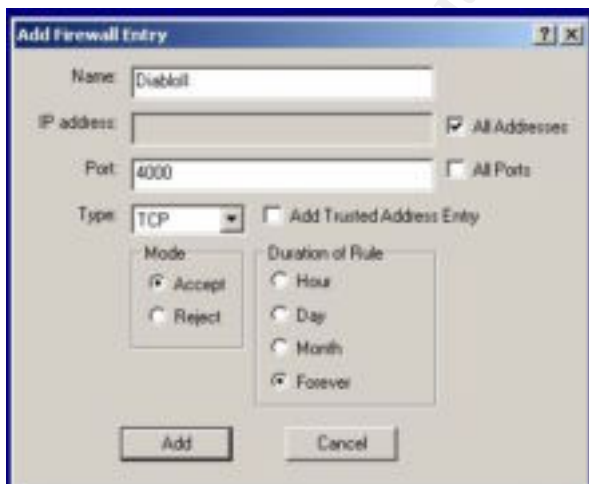 Add Firewall Entry
Name: DiabloII
IP address: All Addresses
Port: 4000 All Ports
Type: TCP Add Trusted Address Entry
Mode Duration of Rule
Accept Hour
Reject Day
Month
Forever
Add Cancel